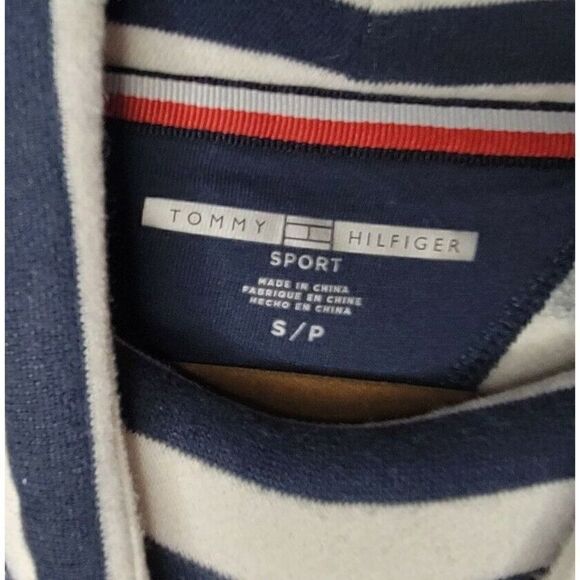 TOMMY HILFIGER
SPORT
MADE IN CHINA
FABRIQUE EN CHINE
HECHO EN CHINA
S/P